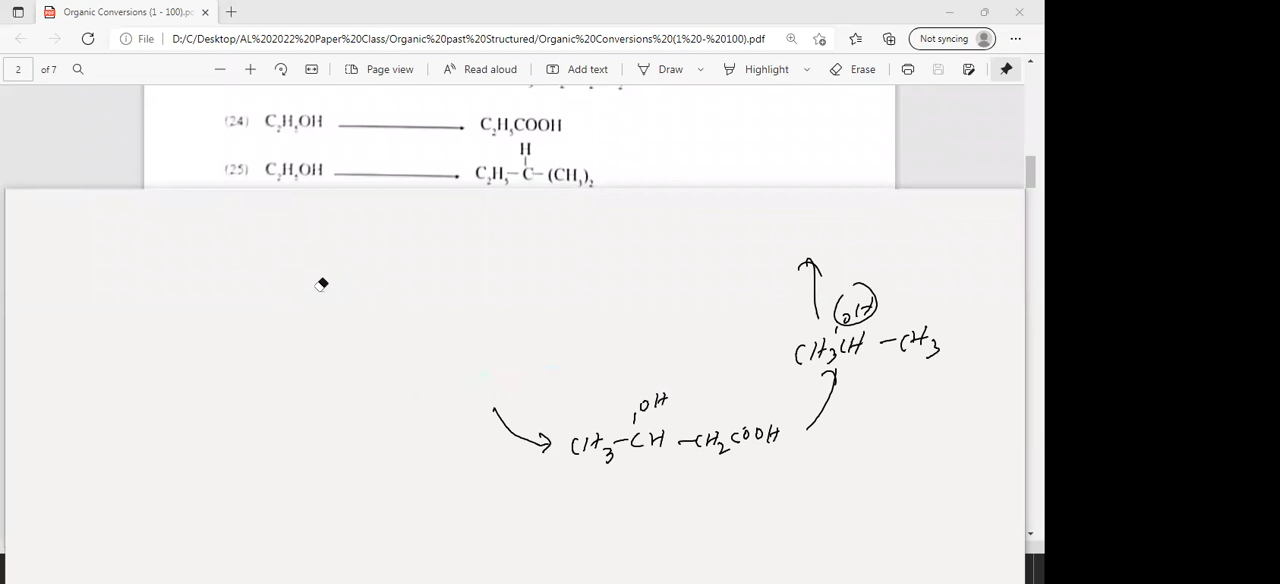 Organic Conversions (1 - 100).pc
File D:/C/Desktop/AL%202022%20Paper%20Class/Organic%20past%20Structured/Organic%20Conversions%20(1%20-%20100).pdf Not syncing
2 of 7 Page view Read aloud Add text Draw Highlight Erase
(24) C₂H₅OH ⟶ C₂H₅COOH
H
(25) C₂H₅OH ⟶ C₂H₅–C–(CH₃)₂
OH
CH₃CH–CH₃
OH
CH₃–CH–CH₂COOH